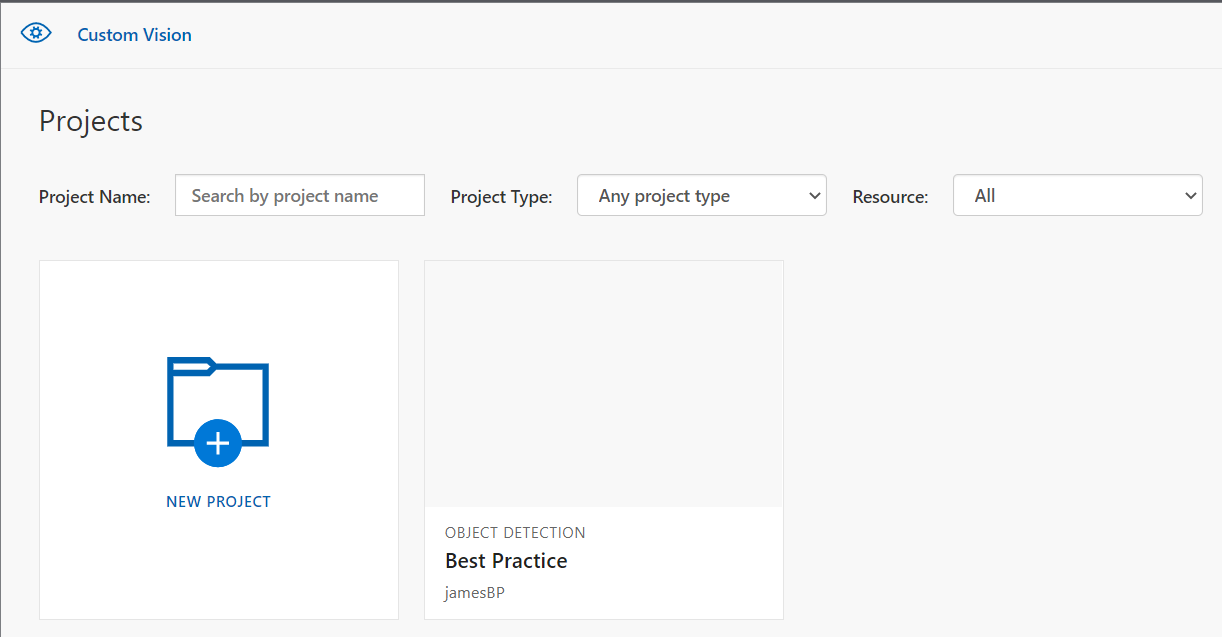 Custom Vision
Projects
Project Name: Search by project name Project Type: Any project type Resource: All
NEW PROJECT
OBJECT DETECTION
Best Practice
jamesBP